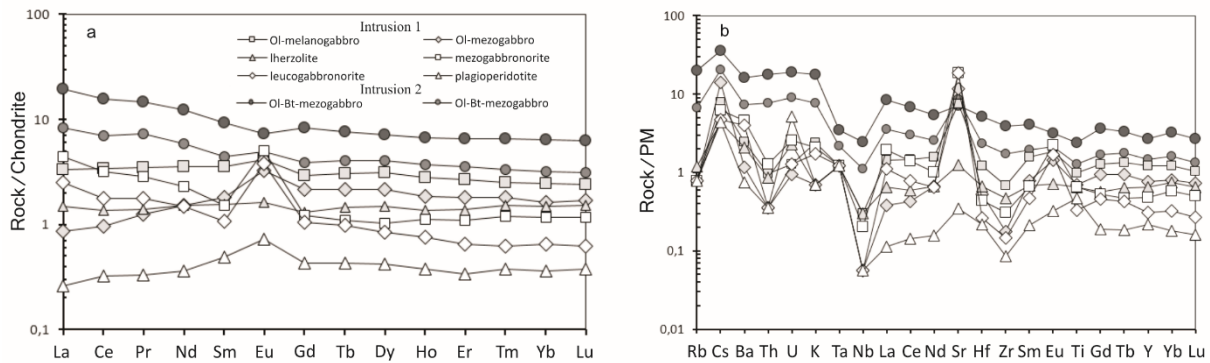 a
Intrusion 1
Ol-melanogabbro Ol-mezogabbro
lherzolite mezogabbronorite
leucogabbronorite plagioperidotite
Intrusion 2
Ol-Bt-mezogabbro Ol-Bt-mezogabbro
Rock/Chondrite
100
10
1
0,1
La Ce Pr Nd Sm Eu Gd Tb Dy Ho Er Tm Yb Lu
b
Rock/PM
100
10
1
0,1
0,01
Rb Cs Ba Th U K Ta Nb La Ce Nd Sr Hf Zr Sm Eu Ti Gd Tb Y Yb Lu